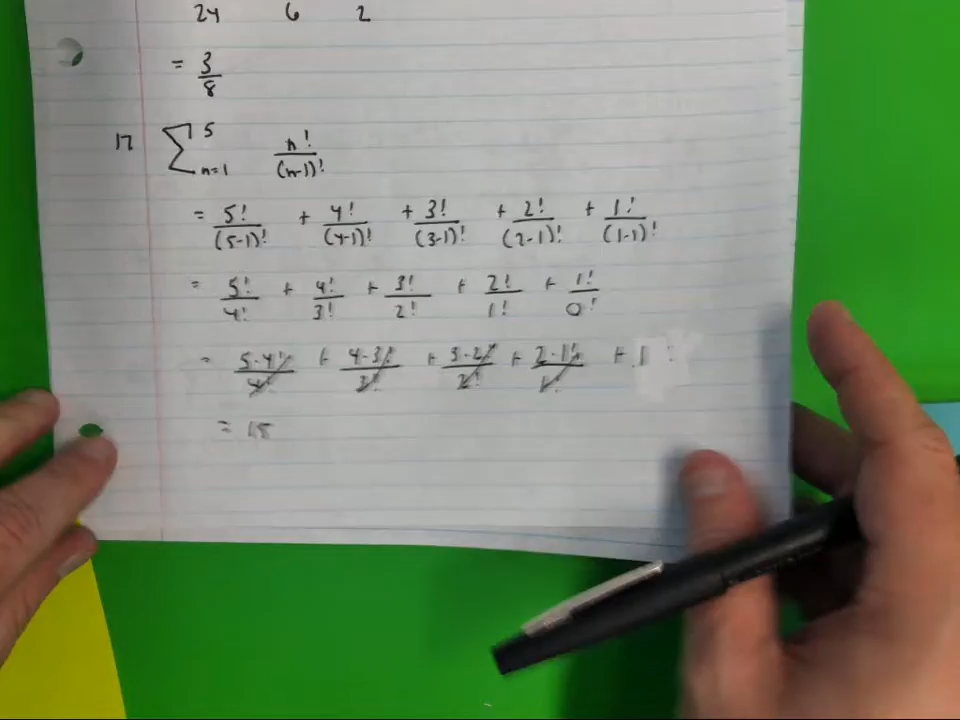 24 6 2
= 3/8
17 Σ 5 n=1 n!/(n-1)!
= 5!/(5-1)! + 4!/(4-1)! + 3!/(3-1)! + 2!/(2-1)! + 1!/(1-1)!
= 5!/4! + 4!/3! + 3!/2! + 2!/1! + 1!/0!
= 5·4!/4! + 4·3!/3! + 3·2!/2! + 2·1!/1! + 1
= 15